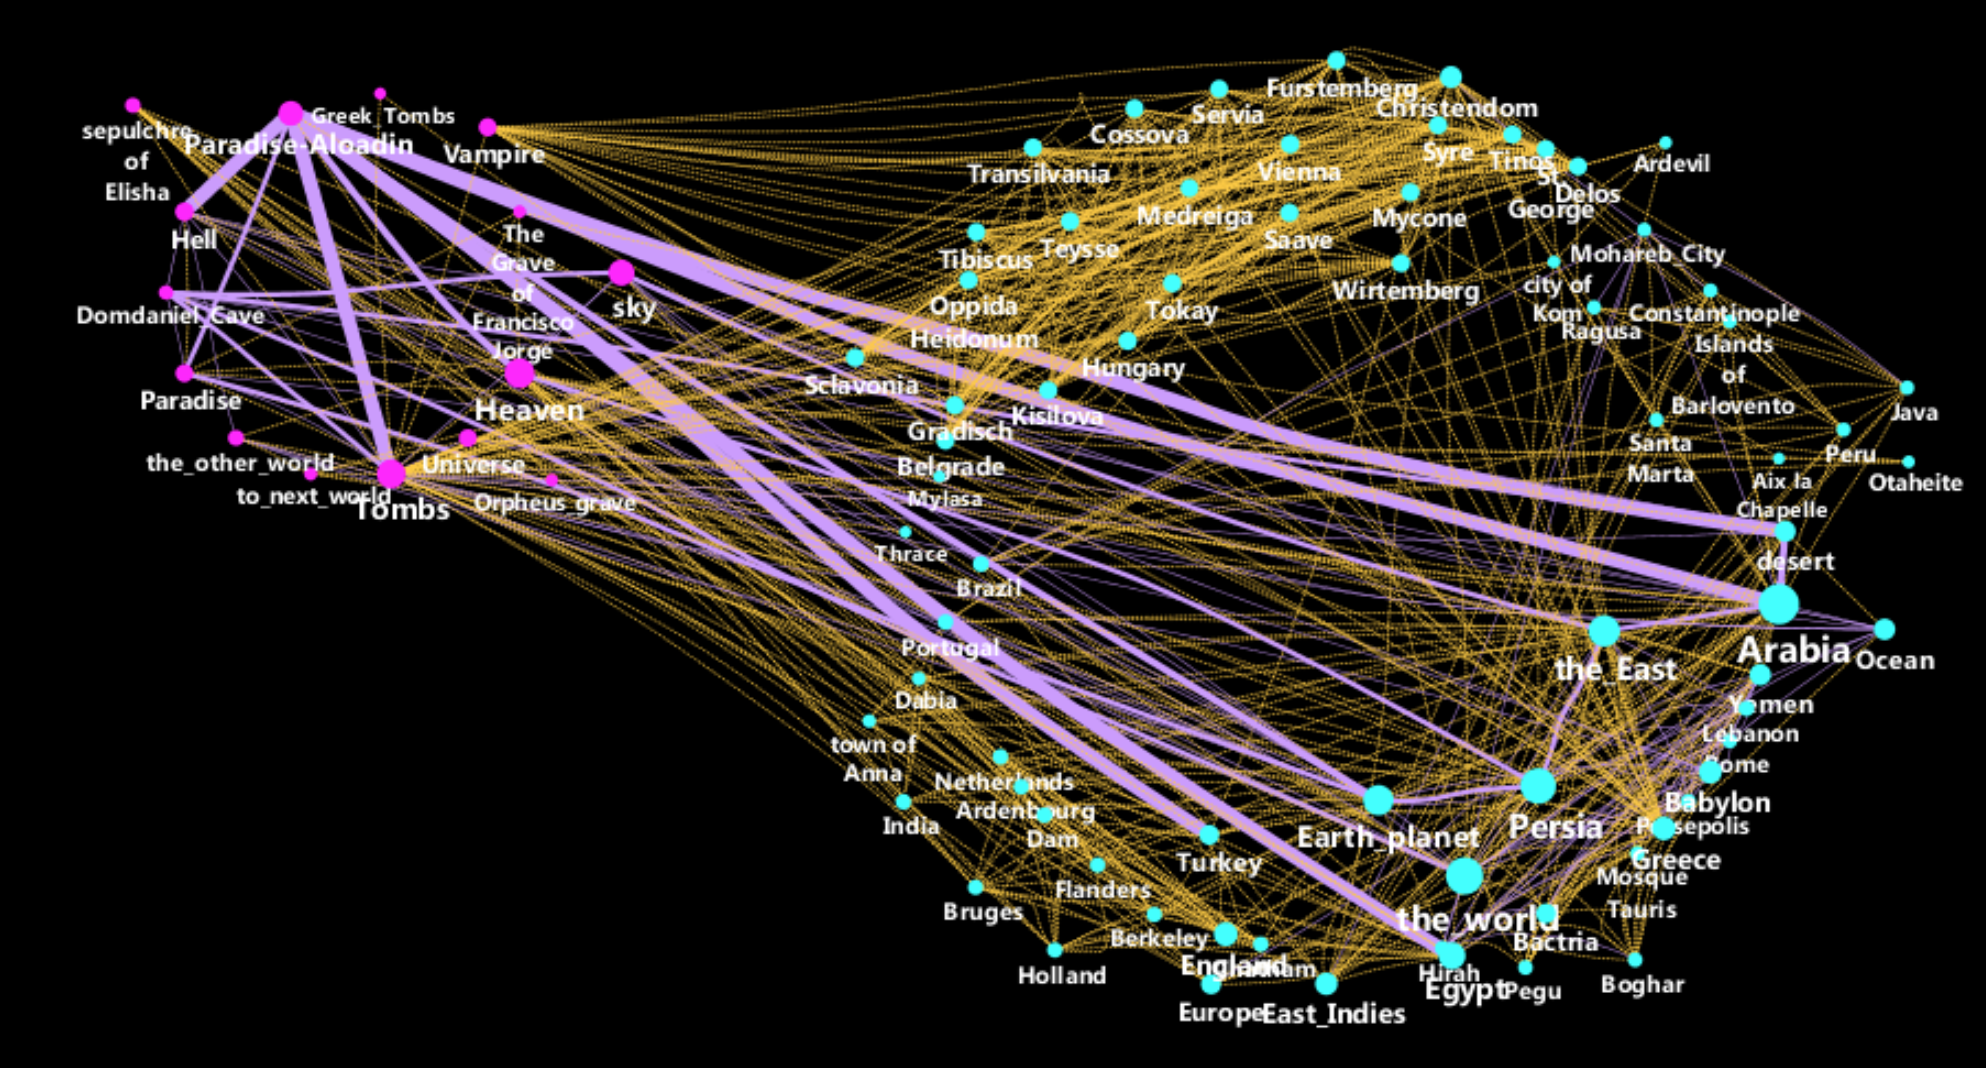 sepulchre
of
Elisha
Paradise-Aloadin
Greek_Tombs
Vampire
Hell
The
Grave
of
Francisco
Jorge
sky
Domdaniel_Cave
Paradise
Heaven
the_other_world
to_next_world
Universe
Tombs
Orpheus_grave
Furstemberg
Christendom
Servia
Cossova
Transilvania
Vienna
Syre
Tinos
St
George
Delos
Ardevil
Medreiga
Mycone
Teysse
Saave
Tibiscus
Mohareb_City
Oppida
Heidonum
Tokay
Wirtemberg
city of
Kom
Ragusa
Constantinople
Islands
of
Barlovento
Hungary
Sclavonia
Kisilova
Gradisch
Java
Santa
Marta
Peru
Belgrade
Mylasa
Aix la
Chapelle
Otaheite
Thrace
Brazil
desert
Portugal
the_East
Arabia
Ocean
Dabia
Yemen
town of
Anna
Lebanon
Rome
Netherlands
Ardenbourg
Dam
India
Earth_planet
Persia
Babylon
Persepolis
Turkey
Greece
Mosque
Tauris
Flanders
Bruges
the_world
Berkeley
Bactria
England
Holland
Hirah
Egypt
Pegu
Boghar
Europe
East_Indies